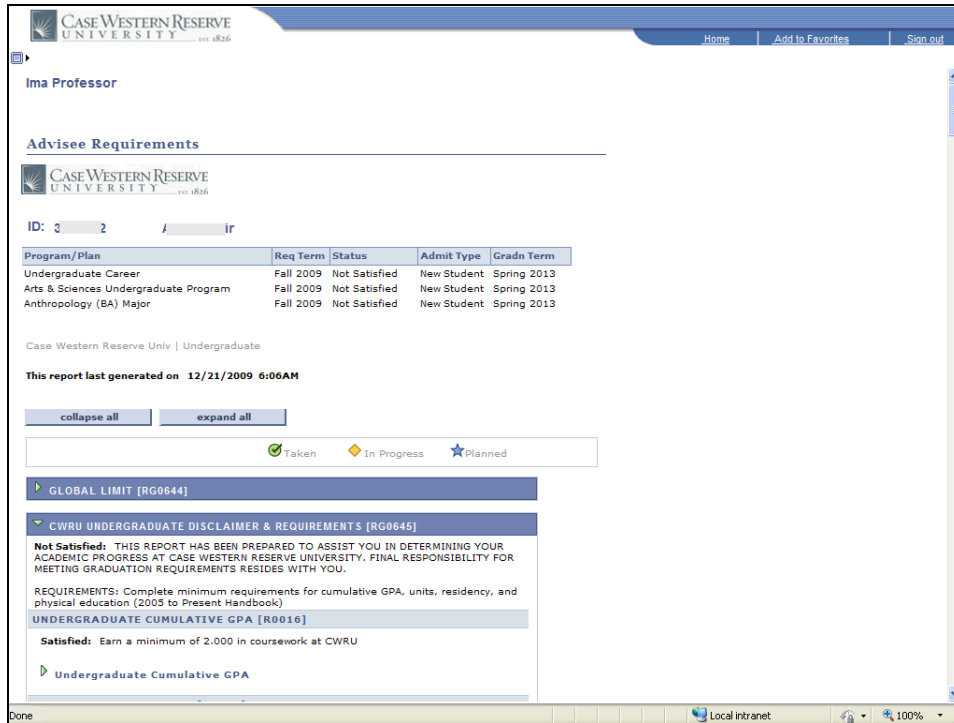 CASE WESTERN RESERVE
UNIVERSITY EST 1826
Home Add to Favorites Sign out
Ima Professor
Advisee Requirements
CASE WESTERN RESERVE
UNIVERSITY EST 1826
ID: 3 2 A ir
Program/Plan Req Term Status Admit Type Gradn Term
Undergraduate Career Fall 2009 Not Satisfied New Student Spring 2013
Arts & Sciences Undergraduate Program Fall 2009 Not Satisfied New Student Spring 2013
Anthropology (BA) Major Fall 2009 Not Satisfied New Student Spring 2013
Case Western Reserve Univ | Undergraduate
This report last generated on 12/21/2009 6:06AM
collapse all expand all
Taken In Progress Planned
GLOBAL LIMIT [RG0644]
CWRU UNDERGRADUATE DISCLAIMER & REQUIREMENTS [RG0645]
Not Satisfied: THIS REPORT HAS BEEN PREPARED TO ASSIST YOU IN DETERMINING YOUR
ACADEMIC PROGRESS AT CASE WESTERN RESERVE UNIVERSITY. FINAL RESPONSIBILITY FOR
MEETING GRADUATION REQUIREMENTS RESIDES WITH YOU.
REQUIREMENTS: Complete minimum requirements for cumulative GPA, units, residency, and
physical education (2005 to Present Handbook)
UNDERGRADUATE CUMULATIVE GPA [R0016]
Satisfied: Earn a minimum of 2.000 in coursework at CWRU
Undergraduate Cumulative GPA
Done Local intranet 100%